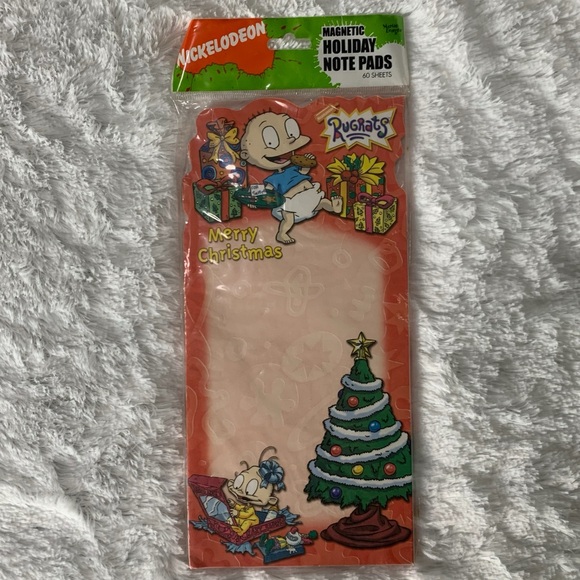 NICKELODEON
MAGNETIC
HOLIDAY
NOTE PADS
60 SHEETS
RUGRATS
Merry
Christmas